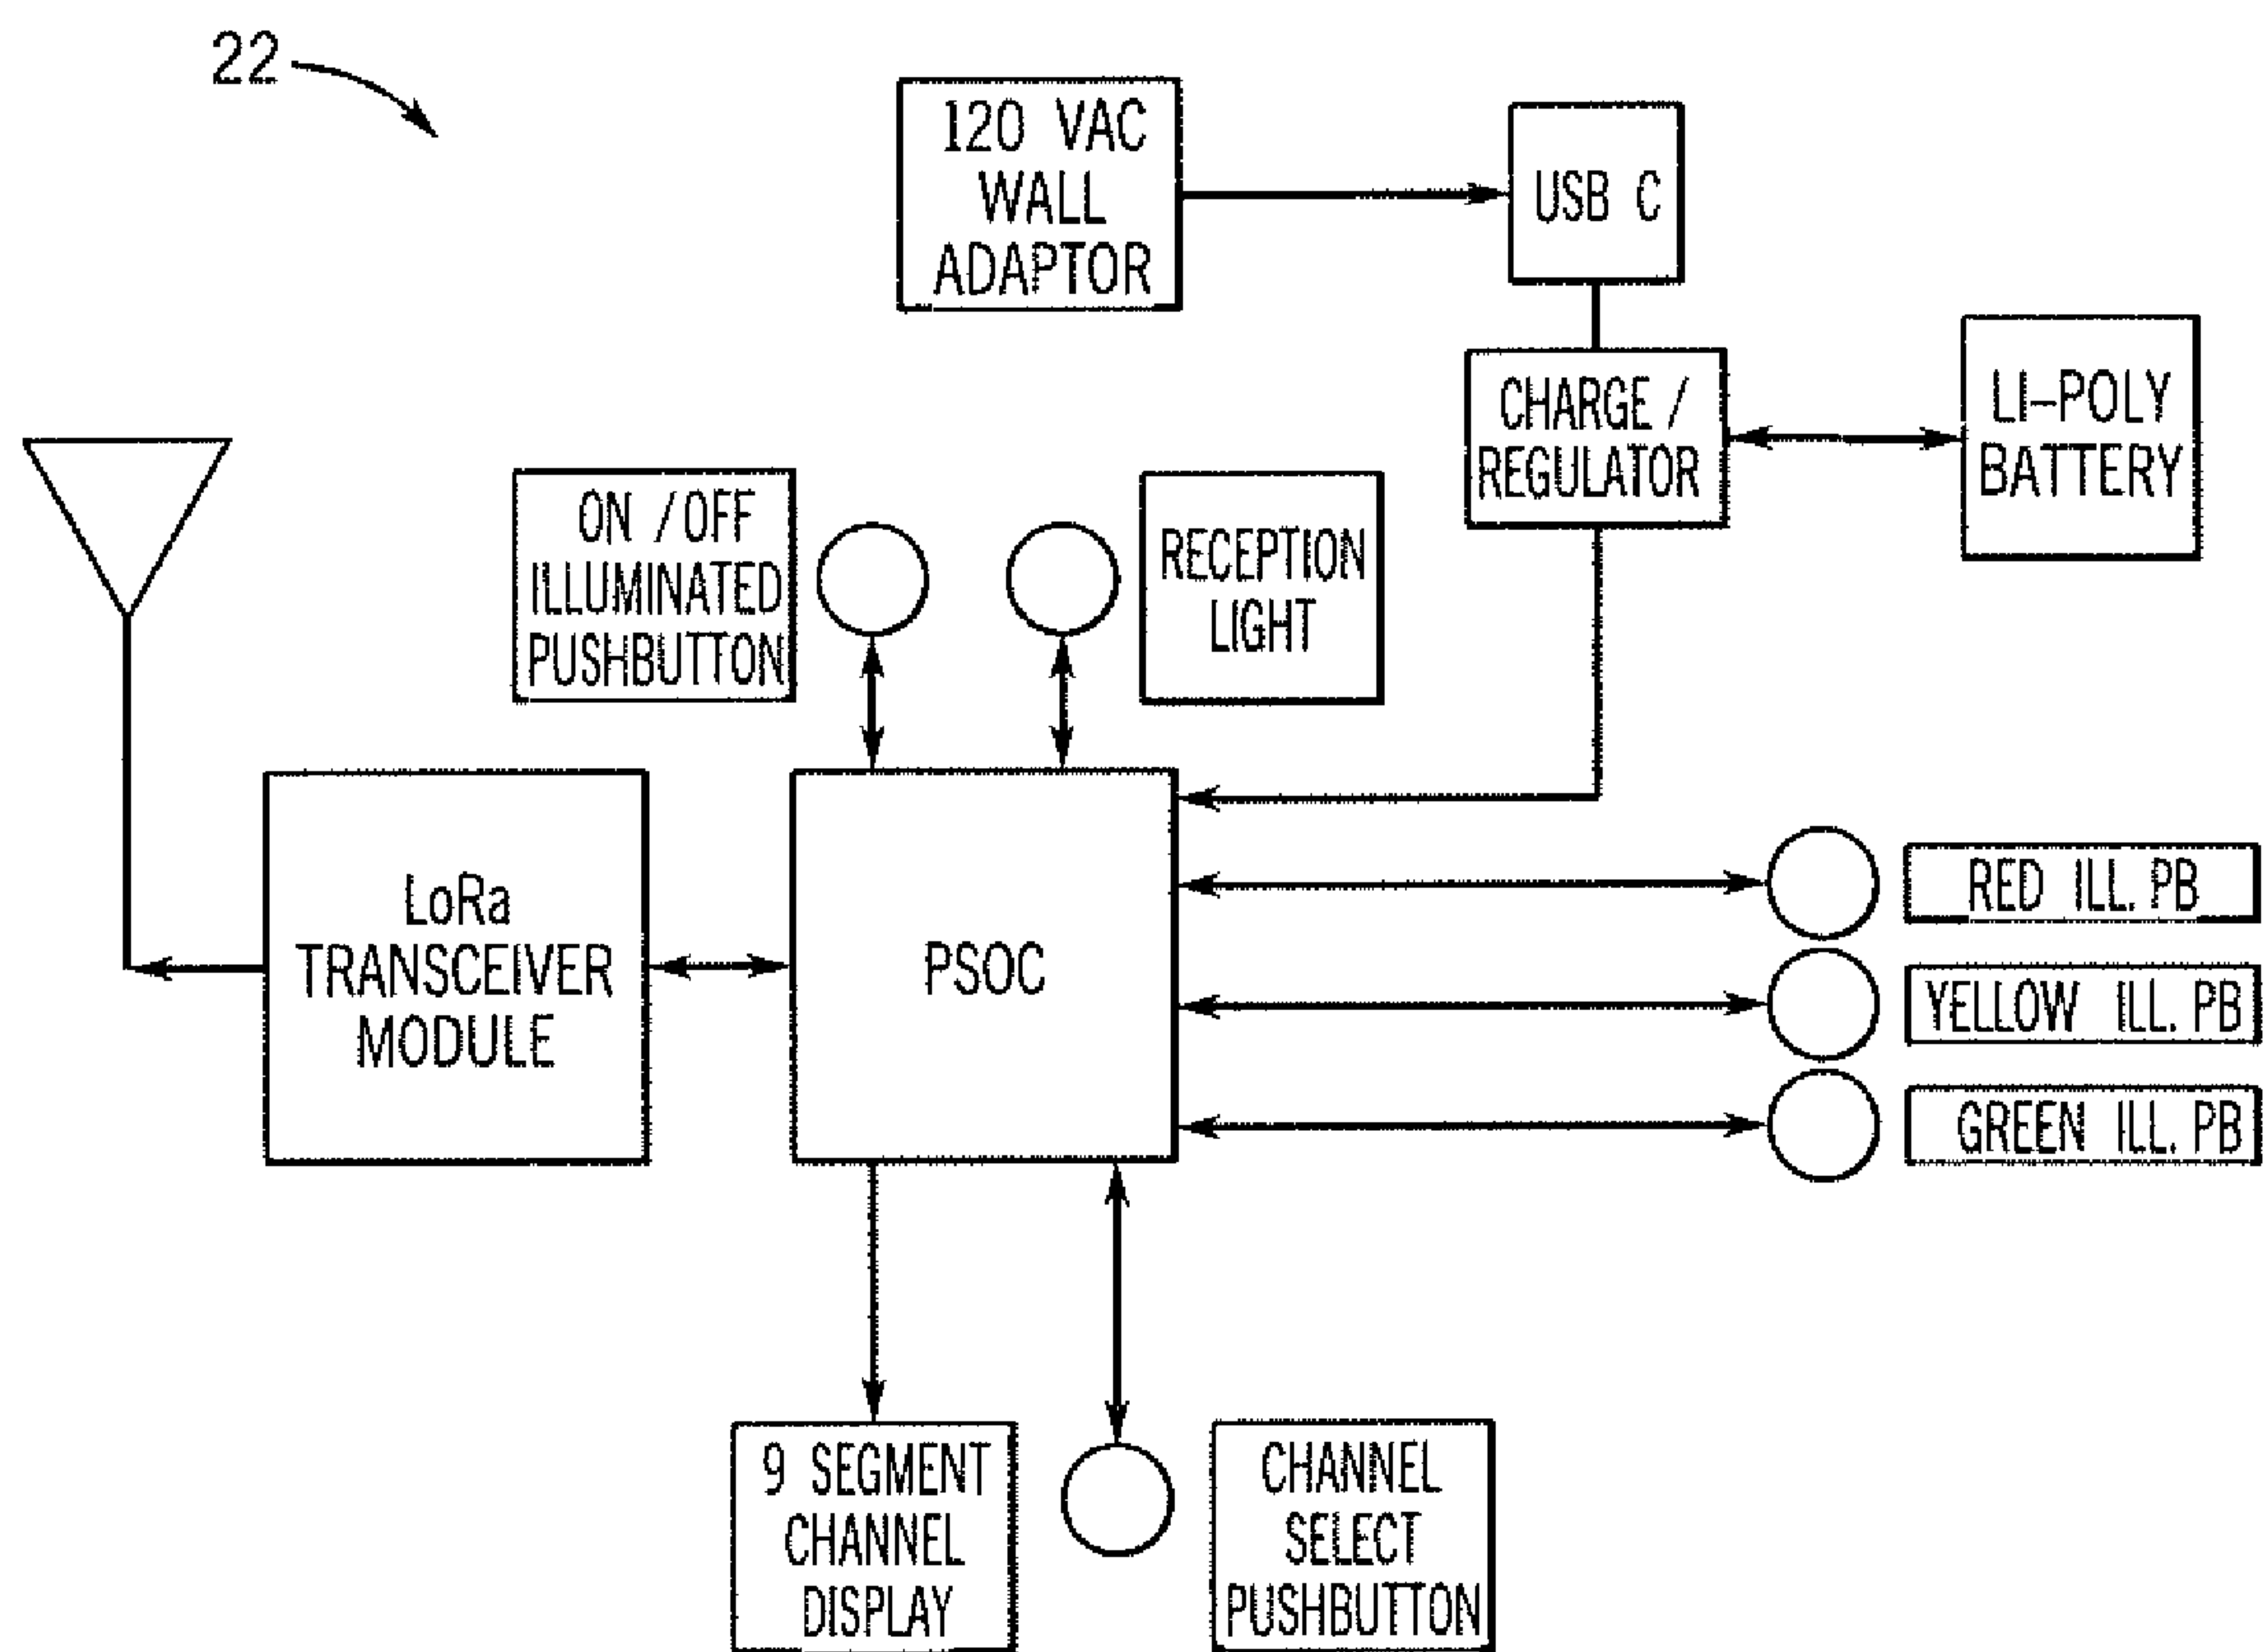 22
120 VAC
WALL
ADAPTOR
USB C
CHARGE /
REGULATOR
LI-POLY
BATTERY
ON /OFF
ILLUMINATED
PUSHBUTTON
RECEPTION
LIGHT
LoRa
TRANSCEIVER
MODULE
PSOC
RED ILL. PB
YELLOW ILL. PB
GREEN ILL. PB
9 SEGMENT
CHANNEL
DISPLAY
CHANNEL
SELECT
PUSHBUTTON